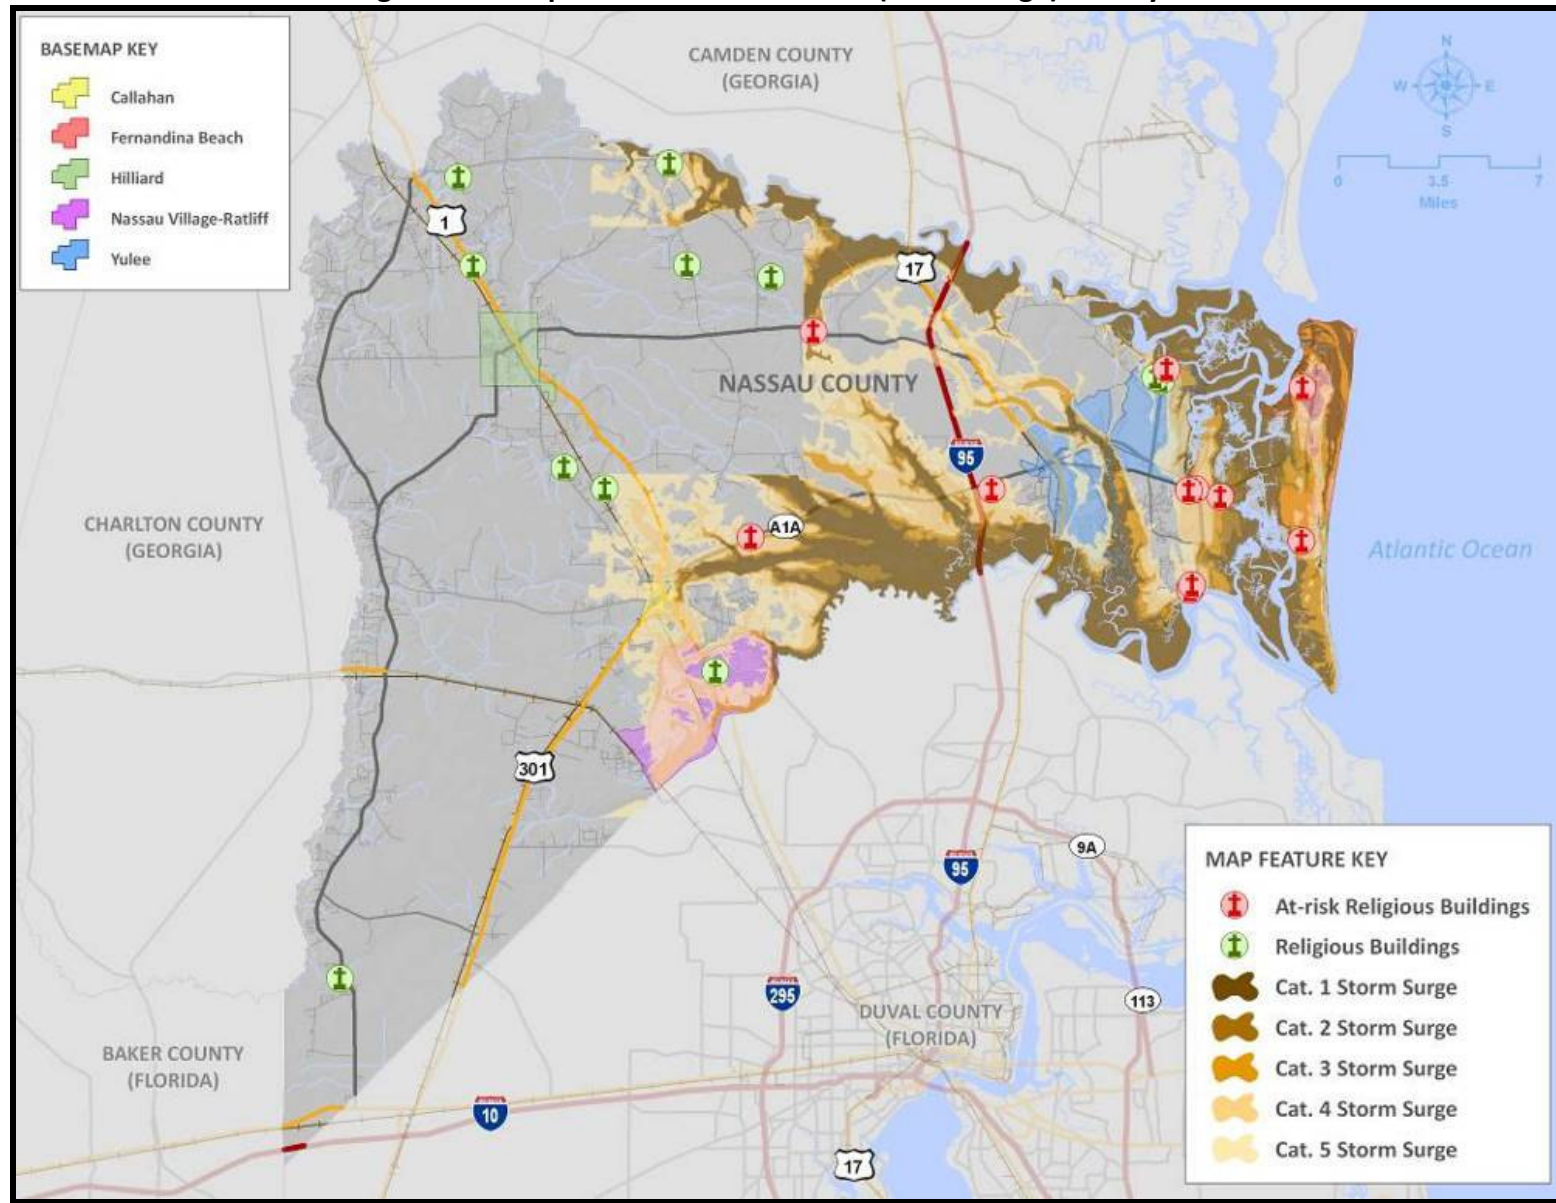 BASEMAP KEY
Callahan
Fernandina Beach
Hilliard
Nassau Village-Ratliff
Yulee
CAMDEN COUNTY
(GEORGIA)
N
W
E
S
0
3.5
7
Miles
1
17
NASSAU COUNTY
95
A1A
CHARLTON COUNTY
(GEORGIA)
Atlantic Ocean
301
9A
95
295
113
DUVAL COUNTY
(FLORIDA)
BAKER COUNTY
(FLORIDA)
10
17
MAP FEATURE KEY
At-risk Religious Buildings
Religious Buildings
Cat. 1 Storm Surge
Cat. 2 Storm Surge
Cat. 3 Storm Surge
Cat. 4 Storm Surge
Cat. 5 Storm Surge